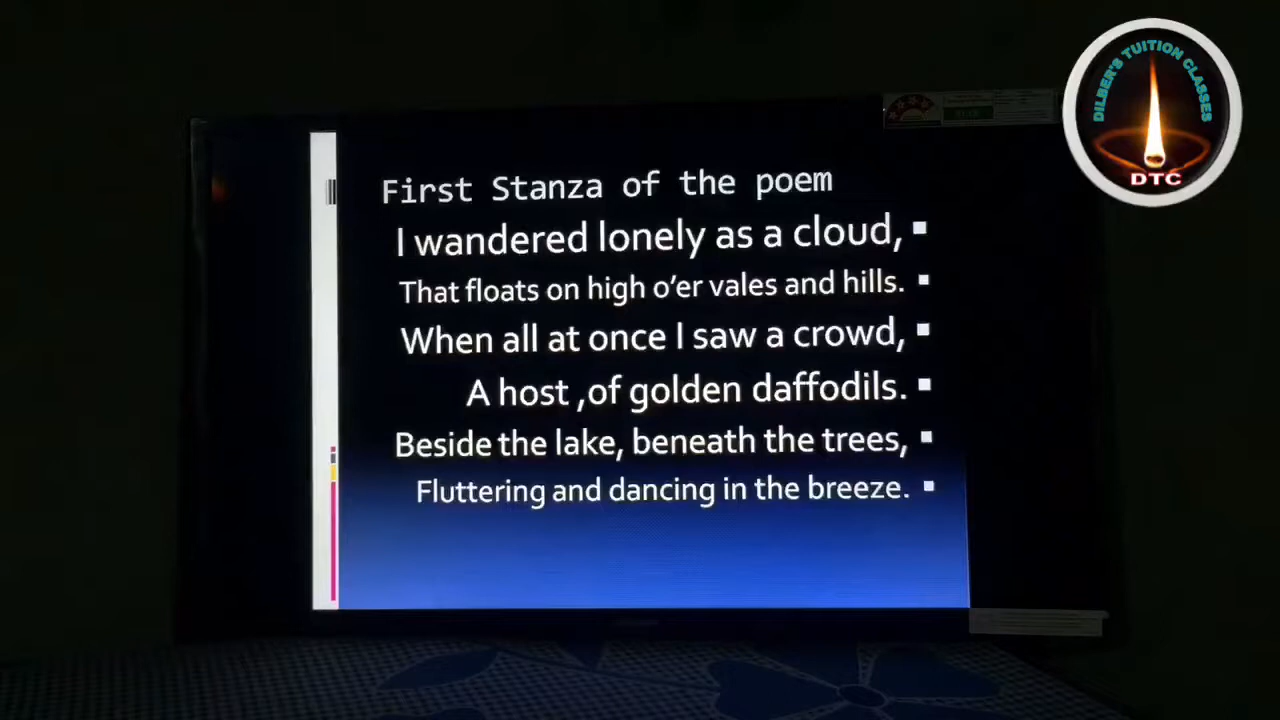 DILBER'S TUITION CLASSES
DTC
First Stanza of the poem
I wandered lonely as a cloud,
That floats on high o'er vales and hills.
When all at once I saw a crowd,
A host ,of golden daffodils.
Beside the lake, beneath the trees,
Fluttering and dancing in the breeze.